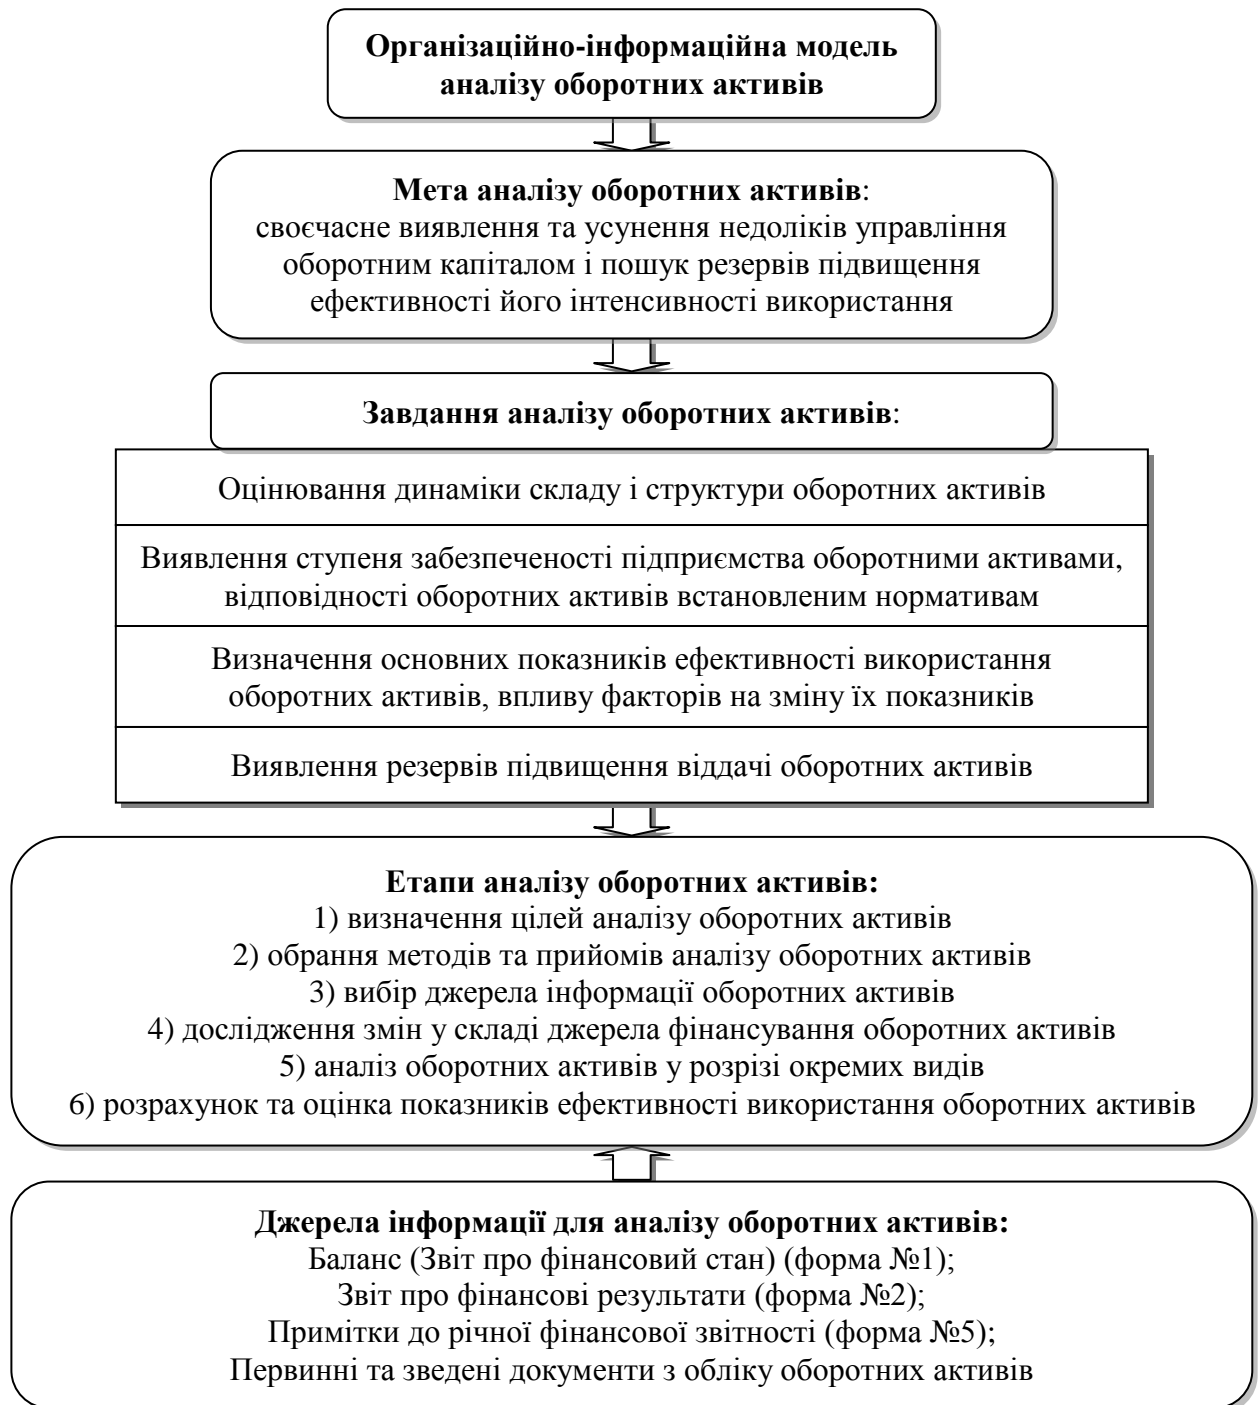 Організаційно-інформаційна модель
аналізу оборотних активів
Мета аналізу оборотних активів:
своєчасне виявлення та усунення недоліків управління
оборотним капіталом і пошук резервів підвищення
ефективності його інтенсивності використання
Завдання аналізу оборотних активів:
Оцінювання динаміки складу і структури оборотних активів
Виявлення ступеня забезпеченості підприємства оборотними активами,
відповідності оборотних активів встановленим нормативам
Визначення основних показників ефективності використання
оборотних активів, впливу факторів на зміну їх показників
Виявлення резервів підвищення віддачі оборотних активів
Етапи аналізу оборотних активів:
1) визначення цілей аналізу оборотних активів
2) обрання методів та прийомів аналізу оборотних активів
3) вибір джерела інформації оборотних активів
4) дослідження змін у складі джерела фінансування оборотних активів
5) аналіз оборотних активів у розрізі окремих видів
6) розрахунок та оцінка показників ефективності використання оборотних активів
Джерела інформації для аналізу оборотних активів:
Баланс (Звіт про фінансовий стан) (форма №1);
Звіт про фінансові результати (форма №2);
Примітки до річної фінансової звітності (форма №5);
Первинні та зведені документи з обліку оборотних активів